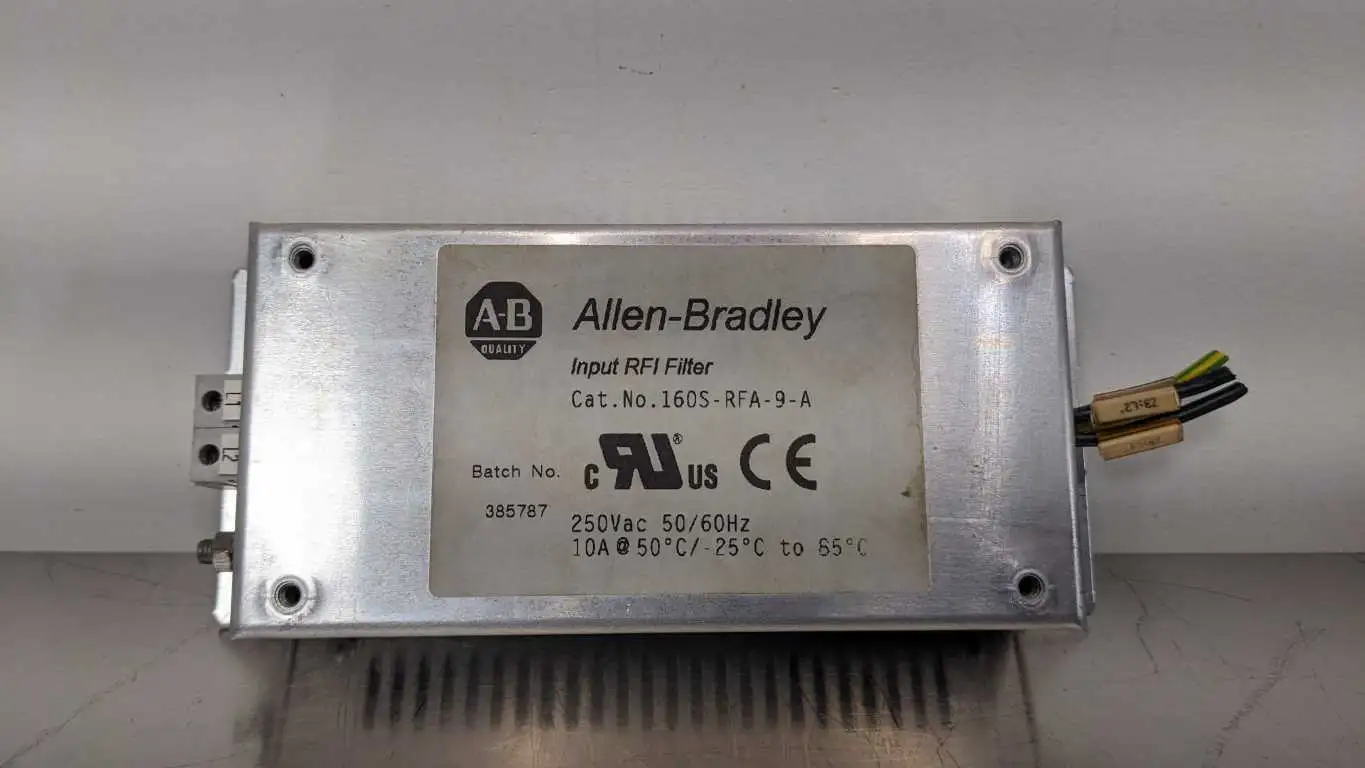 A-B
QUALITY
Allen-Bradley
Input RFI Filter
Cat.No.160S-RFA-9-A
Batch No.
c RU ® US CE
385787
250Vac 50/60Hz
10A@50°C/-25°C to 85°C
L1
L2